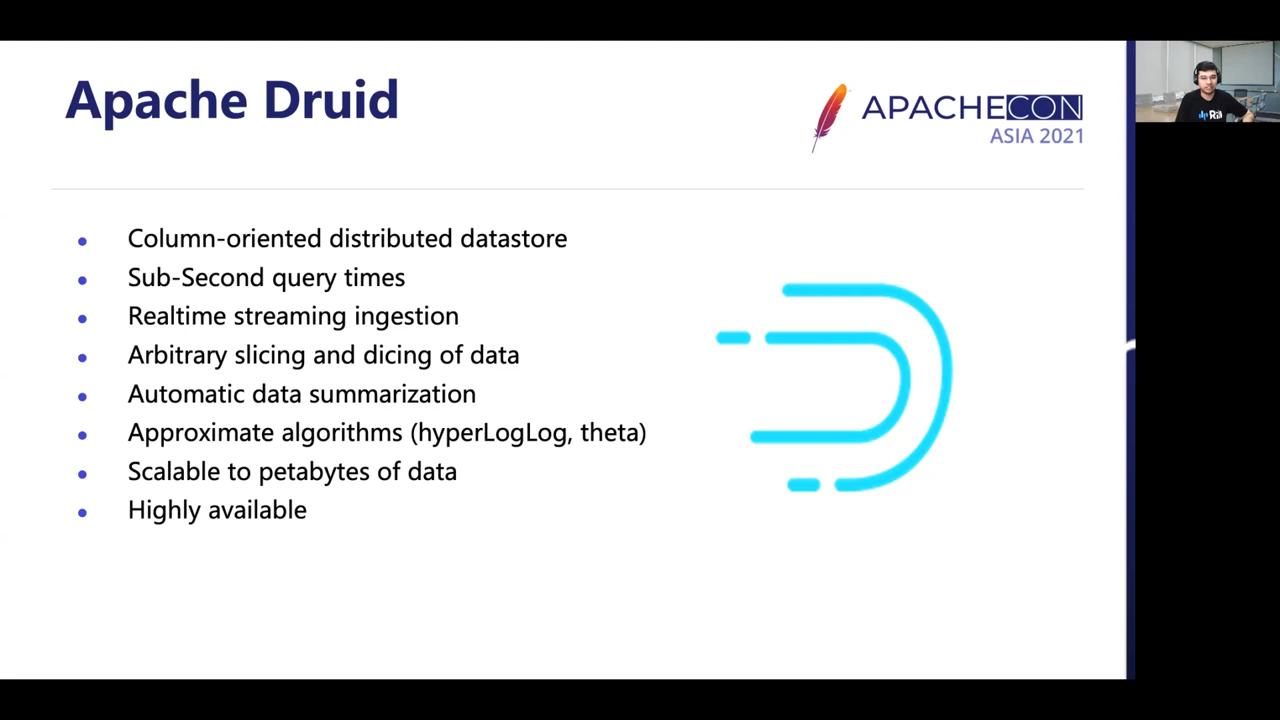 Apache Druid
APACHECON
ASIA 2021
Column-oriented distributed datastore
Sub-Second query times
Realtime streaming ingestion
Arbitrary slicing and dicing of data
Automatic data summarization
Approximate algorithms (hyperLogLog, theta)
Scalable to petabytes of data
Highly available